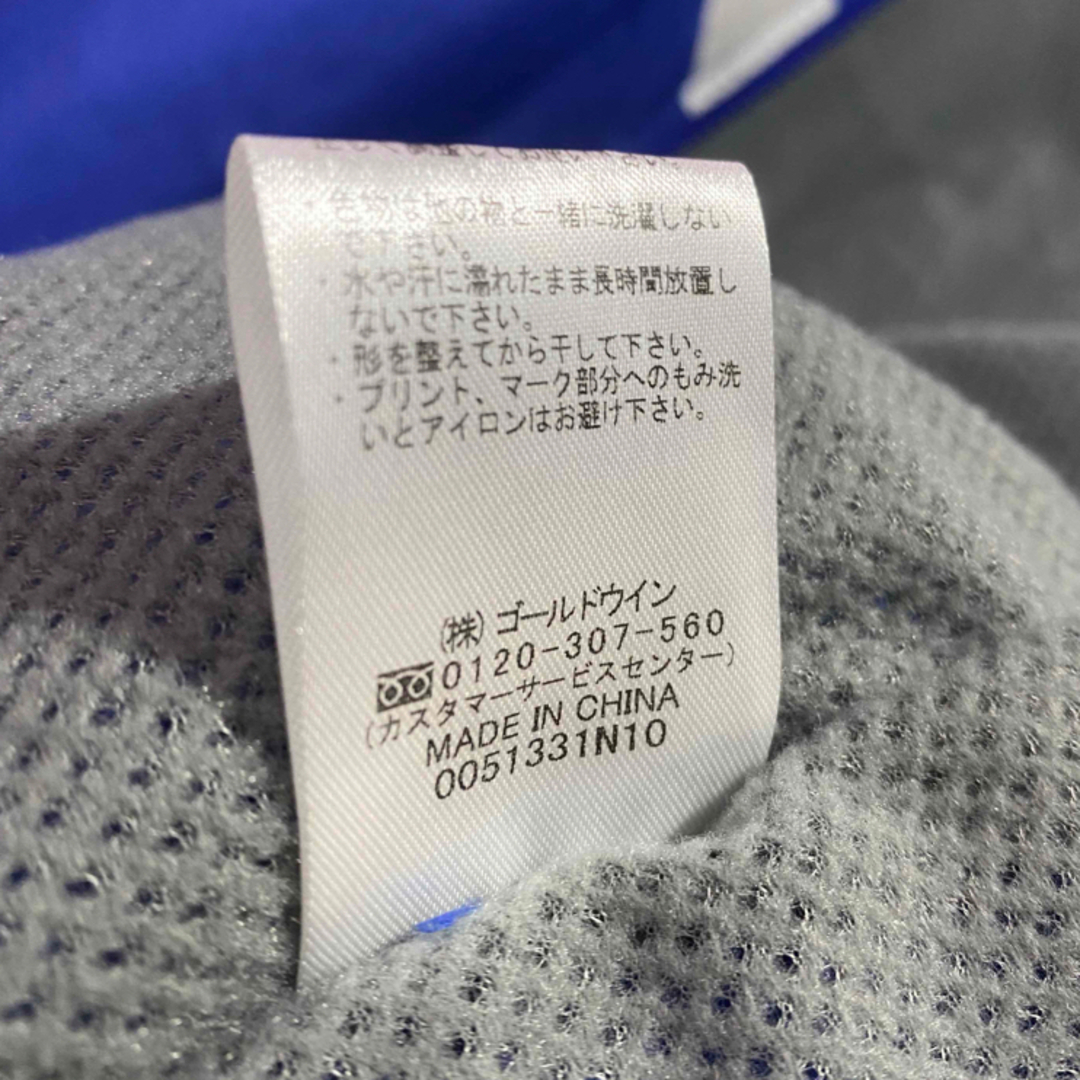 ・色物は他の物と一緒に洗濯しない
で下さい。
・水や汗に濡れたまま長時間放置し
ないで下さい。
・形を整えてから干して下さい。
・プリント、マーク部分へのもみ洗
いとアイロンはお避け下さい。
(株)ゴールドウイン
0120-307-560
(カスタマーサービスセンター)
MADE IN CHINA
0051331N10